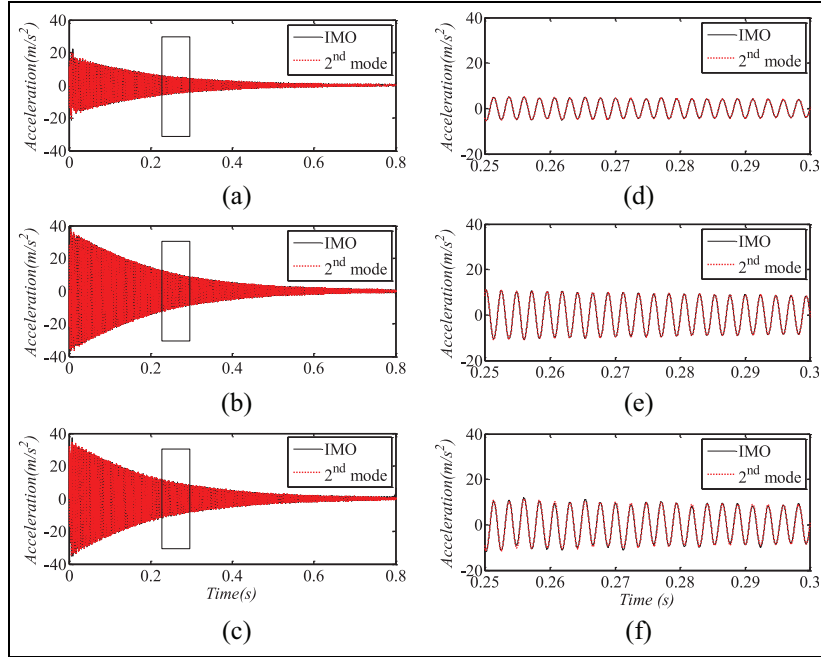 Acceleration(m/s²)
40
20
0
-20
-40
IMO
2nd mode
0
0.2
0.4
0.6
0.8
(a)
Acceleration(m/s²)
40
20
0
-20
IMO
2nd mode
0.25
0.26
0.27
0.28
0.29
0.3
(d)
Acceleration(m/s²)
40
20
0
-20
-40
IMO
2nd mode
0
0.2
0.4
0.6
0.8
(b)
Acceleration(m/s²)
40
20
0
-20
IMO
2nd mode
0.25
0.26
0.27
0.28
0.29
0.3
(e)
Acceleration(m/s²)
40
20
0
-20
-40
IMO
2nd mode
0
0.2
0.4
0.6
0.8
Time(s)
(c)
Acceleration(m/s²)
40
20
0
-20
IMO
2nd mode
0.25
0.26
0.27
0.28
0.29
0.3
Time (s)
(f)